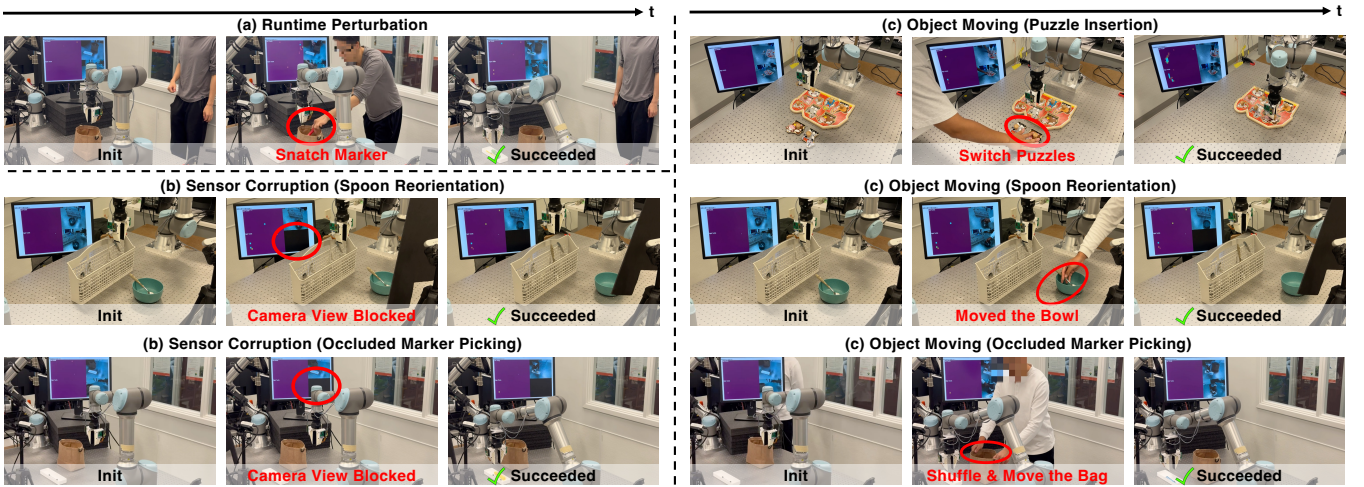 t
(a) Runtime Perturbation
Init
Snatch Marker
Succeeded
(b) Sensor Corruption (Spoon Reorientation)
Init
Camera View Blocked
Succeeded
(b) Sensor Corruption (Occluded Marker Picking)
Init
Camera View Blocked
Succeeded
t
(c) Object Moving (Puzzle Insertion)
Init
Switch Puzzles
Succeeded
(c) Object Moving (Spoon Reorientation)
Init
Moved the Bowl
Succeeded
(c) Object Moving (Occluded Marker Picking)
Init
Shuffle & Move the Bag
Succeeded